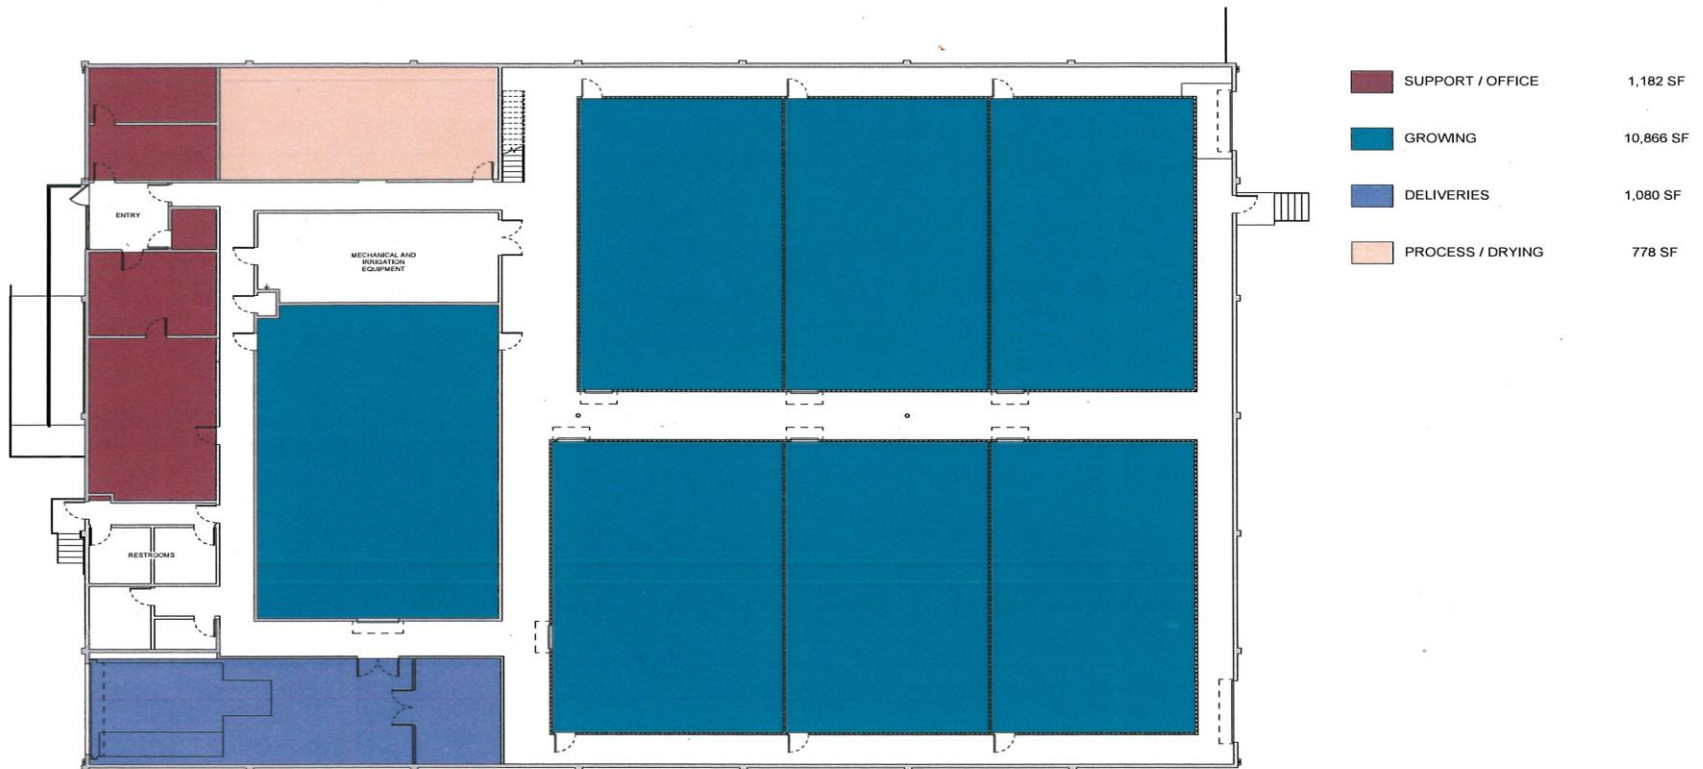 SUPPORT / OFFICE 1,182 SF
GROWING 10,866 SF
DELIVERIES 1,080 SF
PROCESS / DRYING 778 SF
ENTRY
MECHANICAL AND
IRRIGATION
EQUIPMENT
RESTROOMS